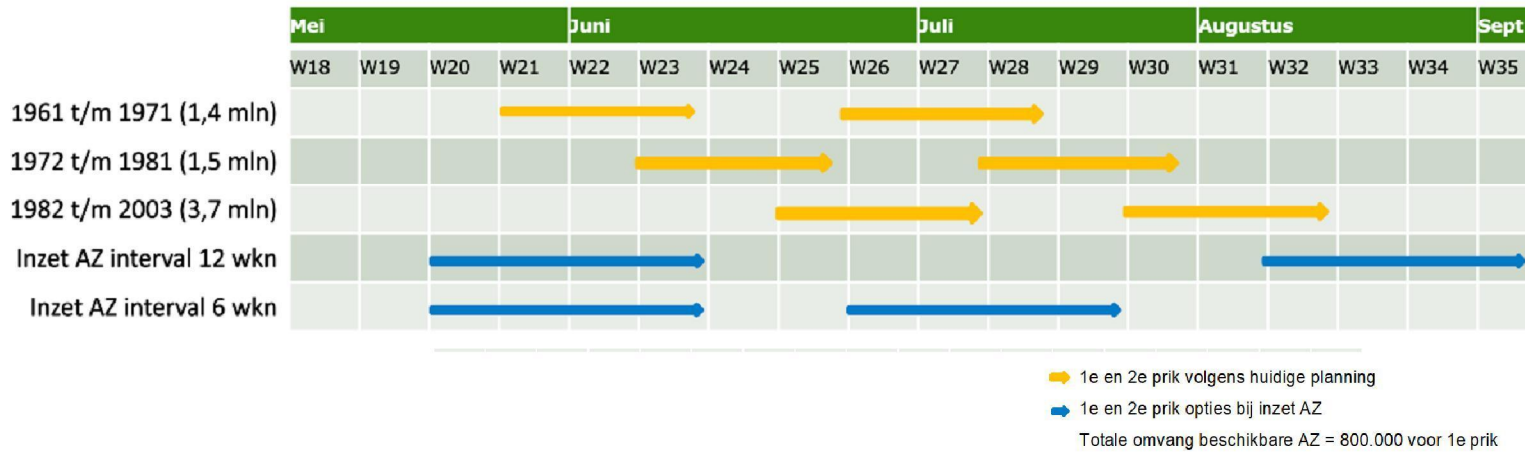 Mei Juni Juli Augustus Sept
W18 W19 W20 W21 W22 W23 W24 W25 W26 W27 W28 W29 W30 W31 W32 W33 W34 W35
1961 t/m 1971 (1,4 mln)
1972 t/m 1981 (1,5 mln)
1982 t/m 2003 (3,7 mln)
Inzet AZ interval 12 wkn
Inzet AZ interval 6 wkn
1e en 2e prik volgens huidige planning
1e en 2e prik opties bij inzet AZ
Totale omvang beschikbare AZ = 800.000 voor 1e prik